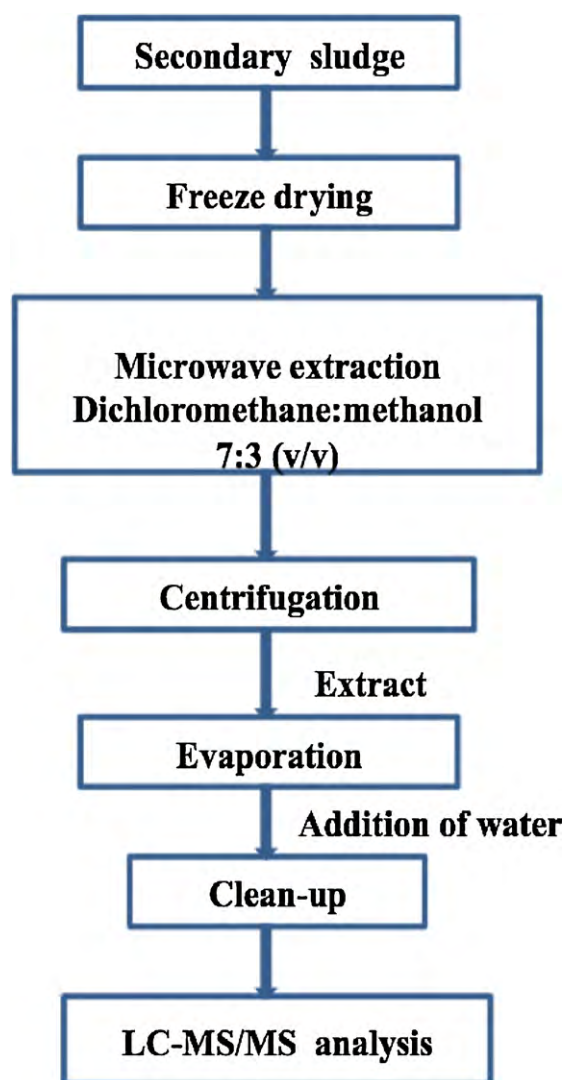 Secondary sludge
Freeze drying
Microwave extraction
Dichloromethane:methanol
7:3 (v/v)
Centrifugation
Extract
Evaporation
Addition of water
Clean-up
LC-MS/MS analysis